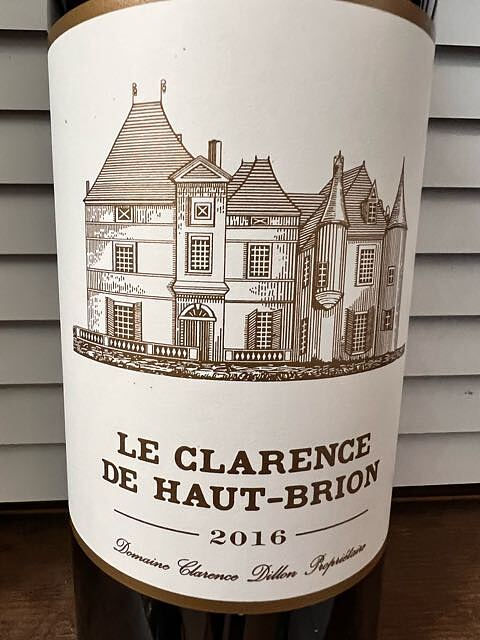 LE CLARENCE
DE HAUT-BRION
2016
Domaine Clarence Dillon Propriétaire